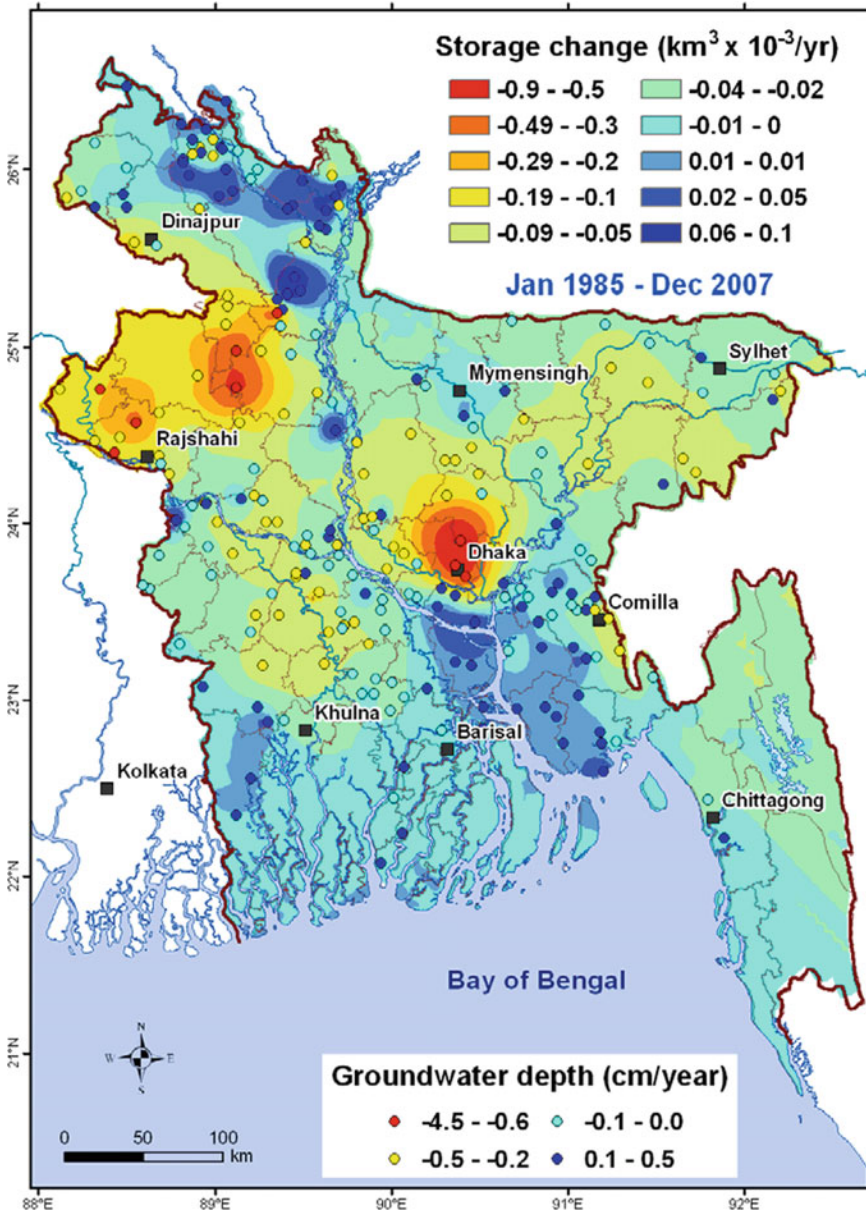 Storage change (km³ x 10⁻³/yr)
-0.9 - -0.5
-0.49 - -0.3
-0.29 - -0.2
-0.19 - -0.1
-0.09 - -0.05
-0.04 - -0.02
-0.01 - 0
0.01 - 0.01
0.02 - 0.05
0.06 - 0.1
Jan 1985 - Dec 2007
26°N
25°N
24°N
23°N
22°N
21°N
Dinajpur
Mymensingh
Sylhet
Rajshahi
Dhaka
Comilla
Khulna
Barisal
Kolkata
Chittagong
Bay of Bengal
N
W E
S
0 50 100
km
Groundwater depth (cm/year)
-4.5 - -0.6
-0.5 - -0.2
-0.1 - 0.0
0.1 - 0.5
88°E 89°E 90°E 91°E 92°E